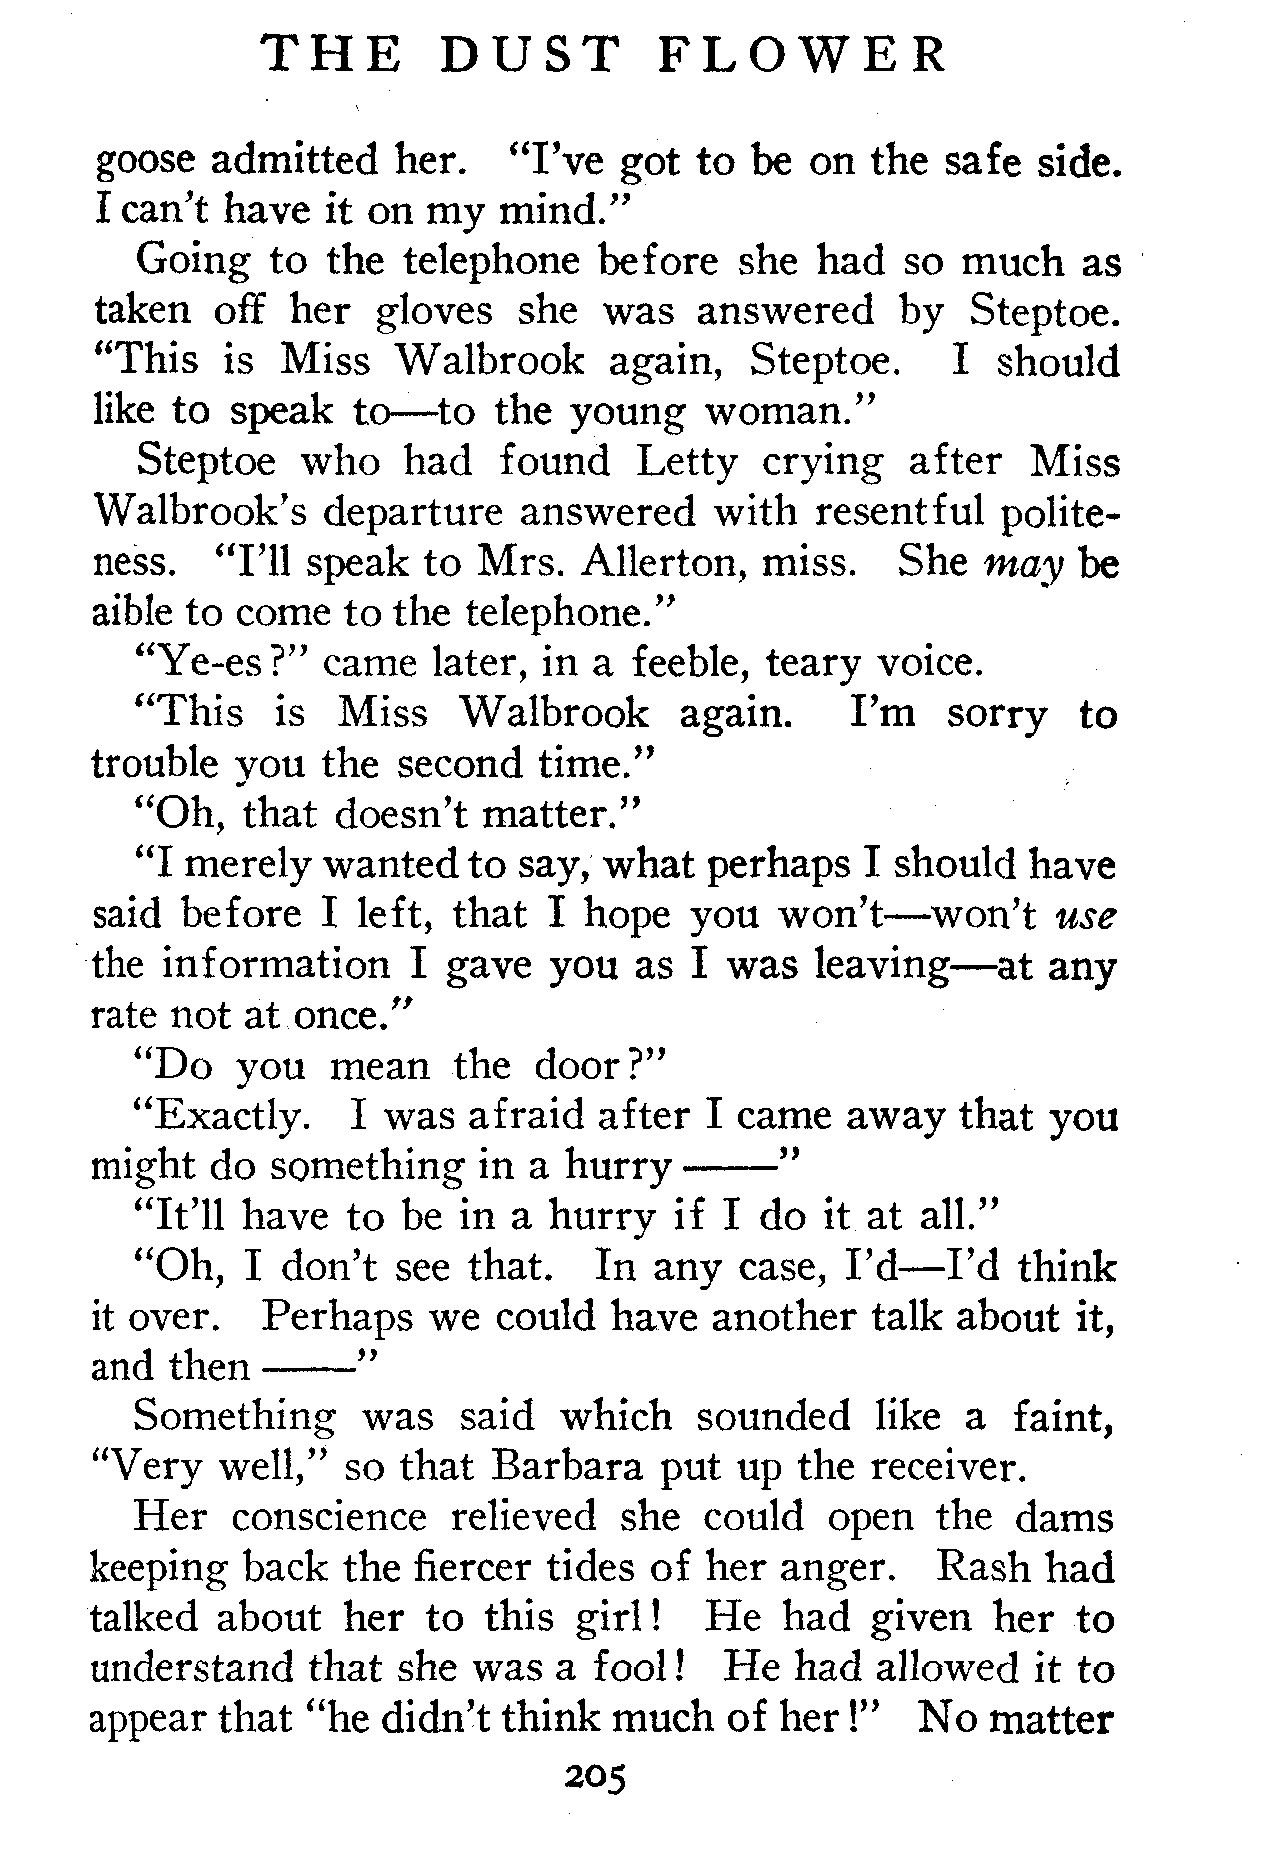 THE DUST FLOWER
goose admitted her. “I’ve got to be on the safe side.
I can’t have it on my mind.”
Going to the telephone before she had so much as
taken off her gloves she was answered by Steptoe.
“This is Miss Walbrook again, Steptoe. I should
like to speak to—to the young woman.”
Steptoe who had found Letty crying after Miss
Walbrook’s departure answered with resentful polite-
ness. “I’ll speak to Mrs. Allerton, miss. She may be
aible to come to the telephone.”
“Ye-es?” came later, in a feeble, teary voice.
“This is Miss Walbrook again. I’m sorry to
trouble you the second time.”
“Oh, that doesn’t matter.”
“I merely wanted to say, what perhaps I should have
said before I left, that I hope you won’t—won’t use
the information I gave you as I was leaving—at any
rate not at once.”
“Do you mean the door?”
“Exactly. I was afraid after I came away that you
might do something in a hurry ——”
“It’ll have to be in a hurry if I do it at all.”
“Oh, I don’t see that. In any case, I’d—I’d think
it over. Perhaps we could have another talk about it,
and then ——”
Something was said which sounded like a faint,
“Very well,” so that Barbara put up the receiver.
Her conscience relieved she could open the dams
keeping back the fiercer tides of her anger. Rash had
talked about her to this girl! He had given her to
understand that she was a fool! He had allowed it to
appear that “he didn’t think much of her!” No matter
205